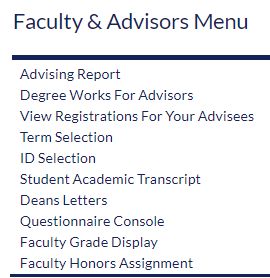 Faculty & Advisors Menu
Advising Report
Degree Works For Advisors
View Registrations For Your Advisees
Term Selection
ID Selection
Student Academic Transcript
Deans Letters
Questionnaire Console
Faculty Grade Display
Faculty Honors Assignment